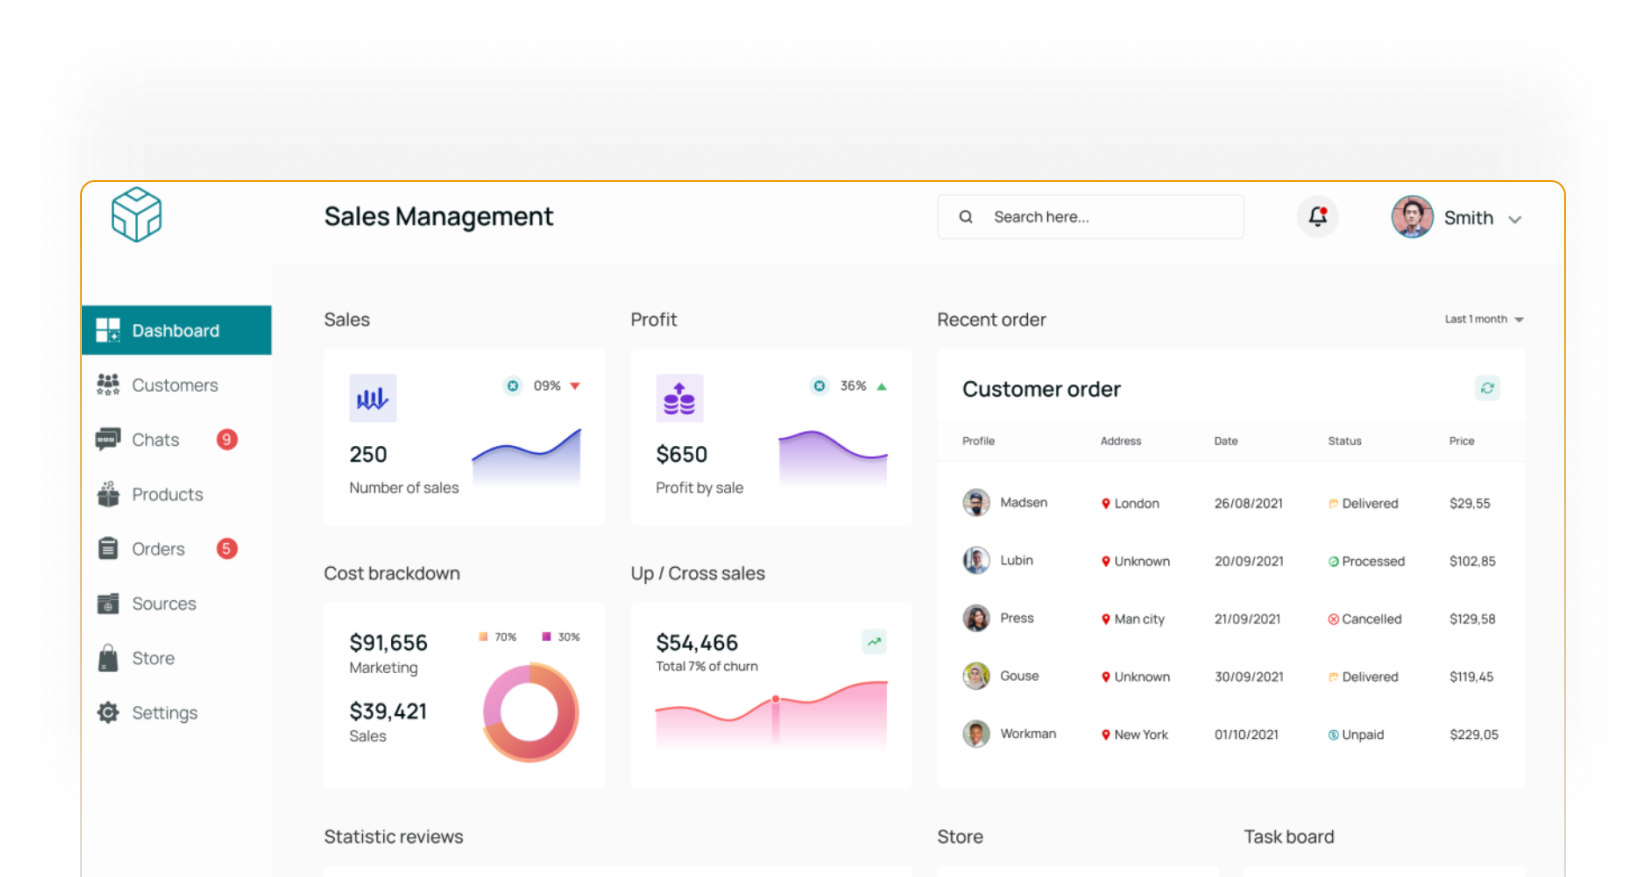 Sales Management
Search here...
Smith
Dashboard
Customers
Chats 9
Products
Orders 5
Sources
Store
Settings
Sales
09%
250
Number of sales
Profit
36%
$650
Profit by sale
Cost brackdown
$91,656
Marketing
70% 30%
$39,421
Sales
Up / Cross sales
$54,466
Total 7% of churn
Recent order
Last 1 month
Customer order
Profile Address Date Status Price
Madsen London 26/08/2021 Delivered $29,55
Lubin Unknown 20/09/2021 Processed $102,85
Press Man city 21/09/2021 Cancelled $129,58
Gouse Unknown 30/09/2021 Delivered $119,45
Workman New York 01/10/2021 Unpaid $229,05
Statistic reviews
Store
Task board